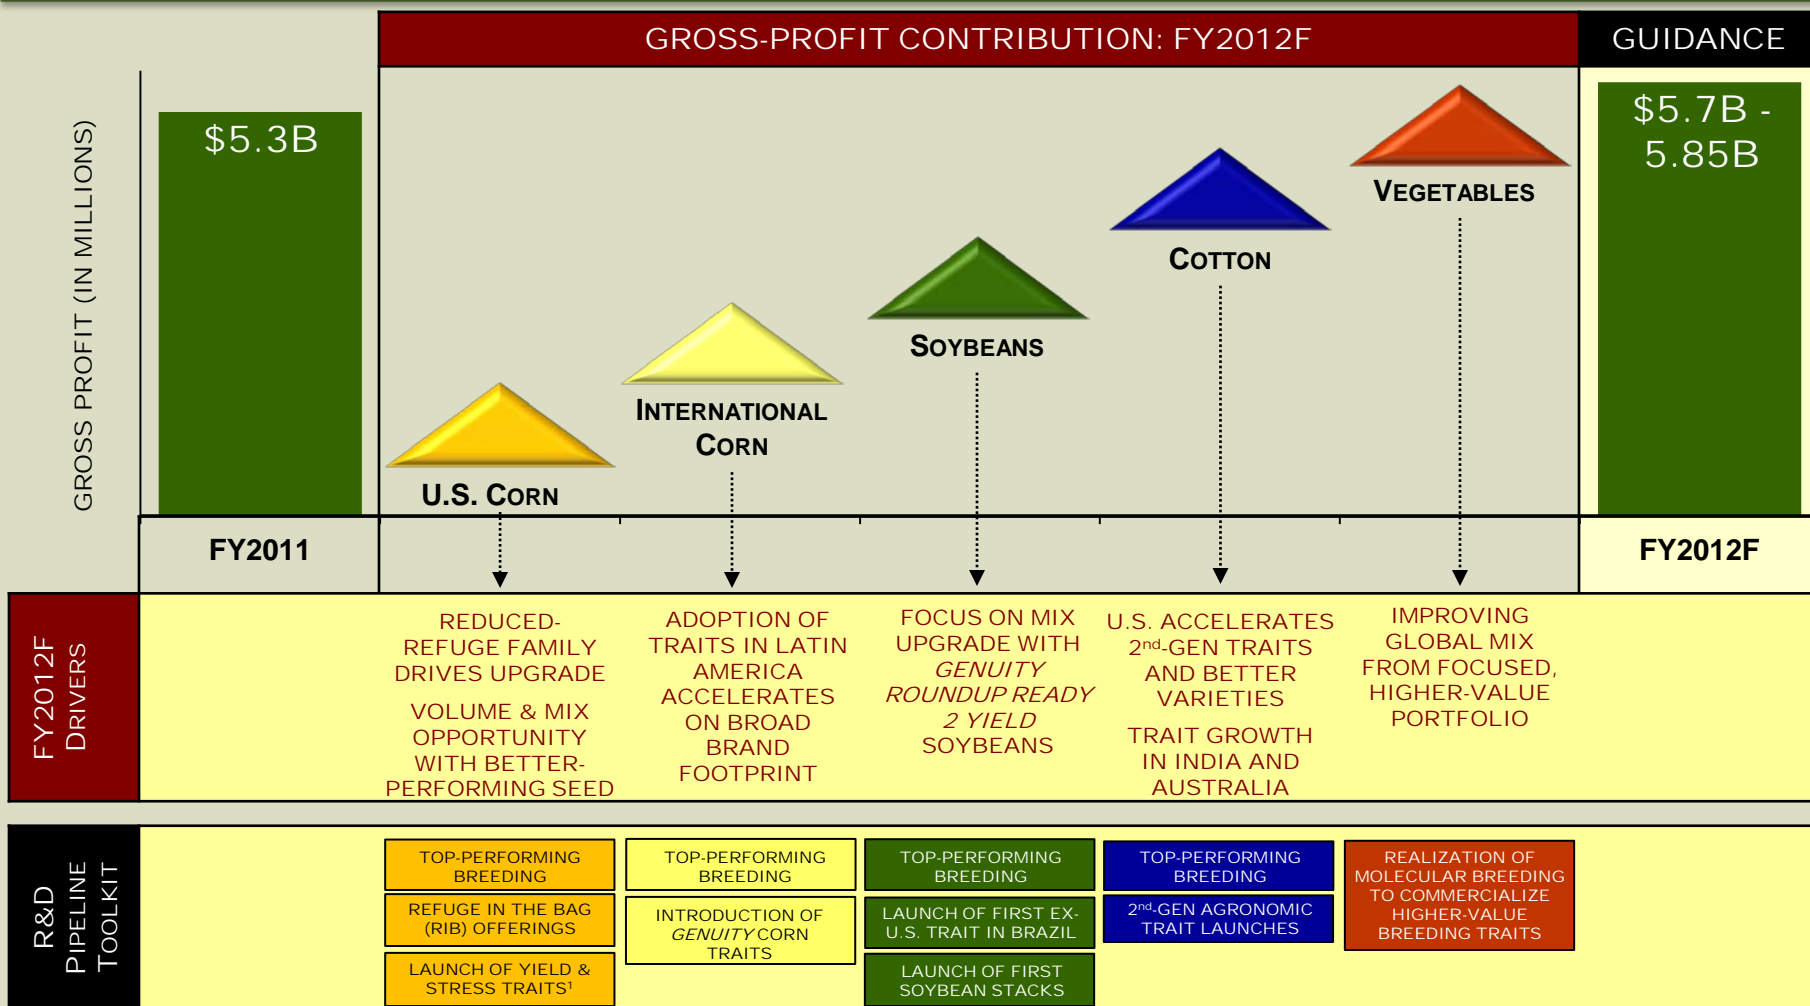 GROSS-PROFIT CONTRIBUTION: FY2012F
GUIDANCE
GROSS PROFIT (IN MILLIONS)
$5.3B
$5.7B -
5.85B
VEGETABLES
COTTON
SOYBEANS
INTERNATIONAL
CORN
U.S. CORN
FY2011
FY2012F
FY2012F
DRIVERS
REDUCED-
REFUGE FAMILY
DRIVES UPGRADE
VOLUME & MIX
OPPORTUNITY
WITH BETTER-
PERFORMING SEED
ADOPTION OF
TRAITS IN LATIN
AMERICA
ACCELERATES
ON BROAD
BRAND
FOOTPRINT
FOCUS ON MIX
UPGRADE WITH
GENUITY
ROUNDUP READY
2 YIELD
SOYBEANS
U.S. ACCELERATES
2nd-GEN TRAITS
AND BETTER
VARIETIES
TRAIT GROWTH
IN INDIA AND
AUSTRALIA
IMPROVING
GLOBAL MIX
FROM FOCUSED,
HIGHER-VALUE
PORTFOLIO
R&D
PIPELINE
TOOLKIT
TOP-PERFORMING
BREEDING
REFUGE IN THE BAG
(RIB) OFFERINGS
LAUNCH OF YIELD &
STRESS TRAITS¹
TOP-PERFORMING
BREEDING
INTRODUCTION OF
GENUITY CORN
TRAITS
TOP-PERFORMING
BREEDING
LAUNCH OF FIRST EX-
U.S. TRAIT IN BRAZIL
LAUNCH OF FIRST
SOYBEAN STACKS
TOP-PERFORMING
BREEDING
2nd-GEN AGRONOMIC
TRAIT LAUNCHES
REALIZATION OF
MOLECULAR BREEDING
TO COMMERCIALIZE
HIGHER-VALUE
BREEDING TRAITS